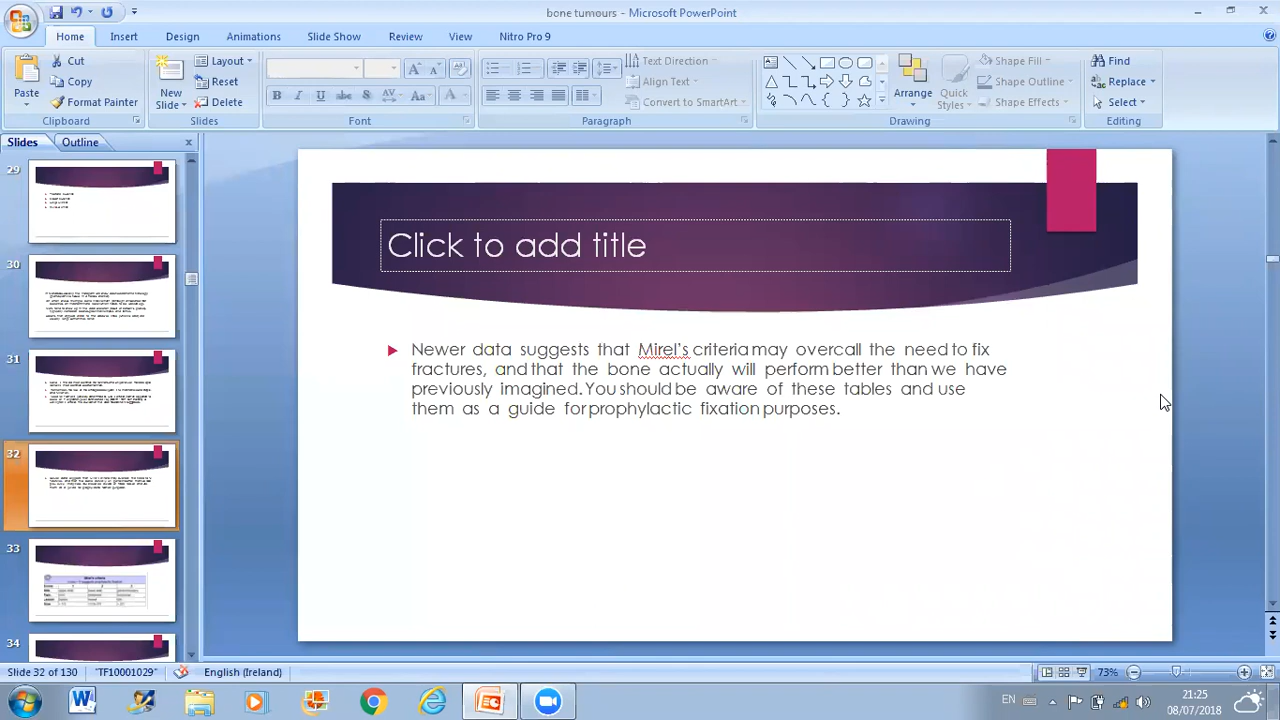 bone tumours - Microsoft PowerPoint
Home Insert Design Animations Slide Show Review View Nitro Pro 9
Paste
Cut
Copy
Format Painter
Clipboard
New Slide
Layout
Reset
Delete
Slides
B I U abc S AV Aa A
Font
Text Direction
Align Text
Convert to SmartArt
Paragraph
Arrange
Quick Styles
Shape Fill
Shape Outline
Shape Effects
Drawing
Find
Replace
Select
Editing
Slides Outline
29
30
31
32
33
34
Click to add title
Newer data suggests that Mirel's criteria may overcall the need to fix
fractures, and that the bone actually will perform better than we have
previously imagined. You should be aware of these tables and use
them as a guide for prophylactic fixation purposes.
Slide 32 of 130 "TF10001029" English (Ireland) 73%
EN 21:25
08/07/2018